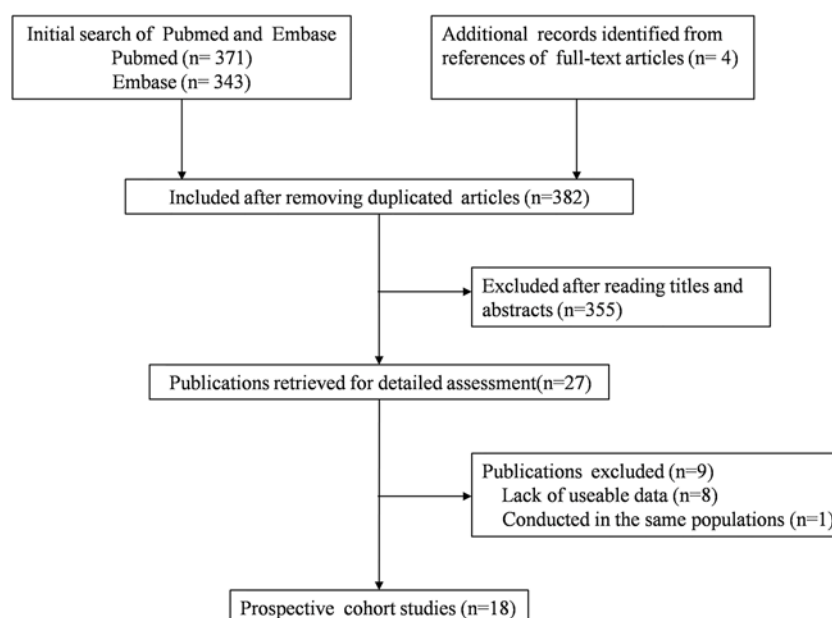 Initial search of Pubmed and Embase
Pubmed (n= 371)
Embase (n= 343)
Additional records identified from
references of full-text articles (n= 4)
Included after removing duplicated articles (n=382)
Excluded after reading titles and
abstracts (n=355)
Publications retrieved for detailed assessment(n=27)
Publications excluded (n=9)
Lack of useable data (n=8)
Conducted in the same populations (n=1)
Prospective cohort studies (n=18)